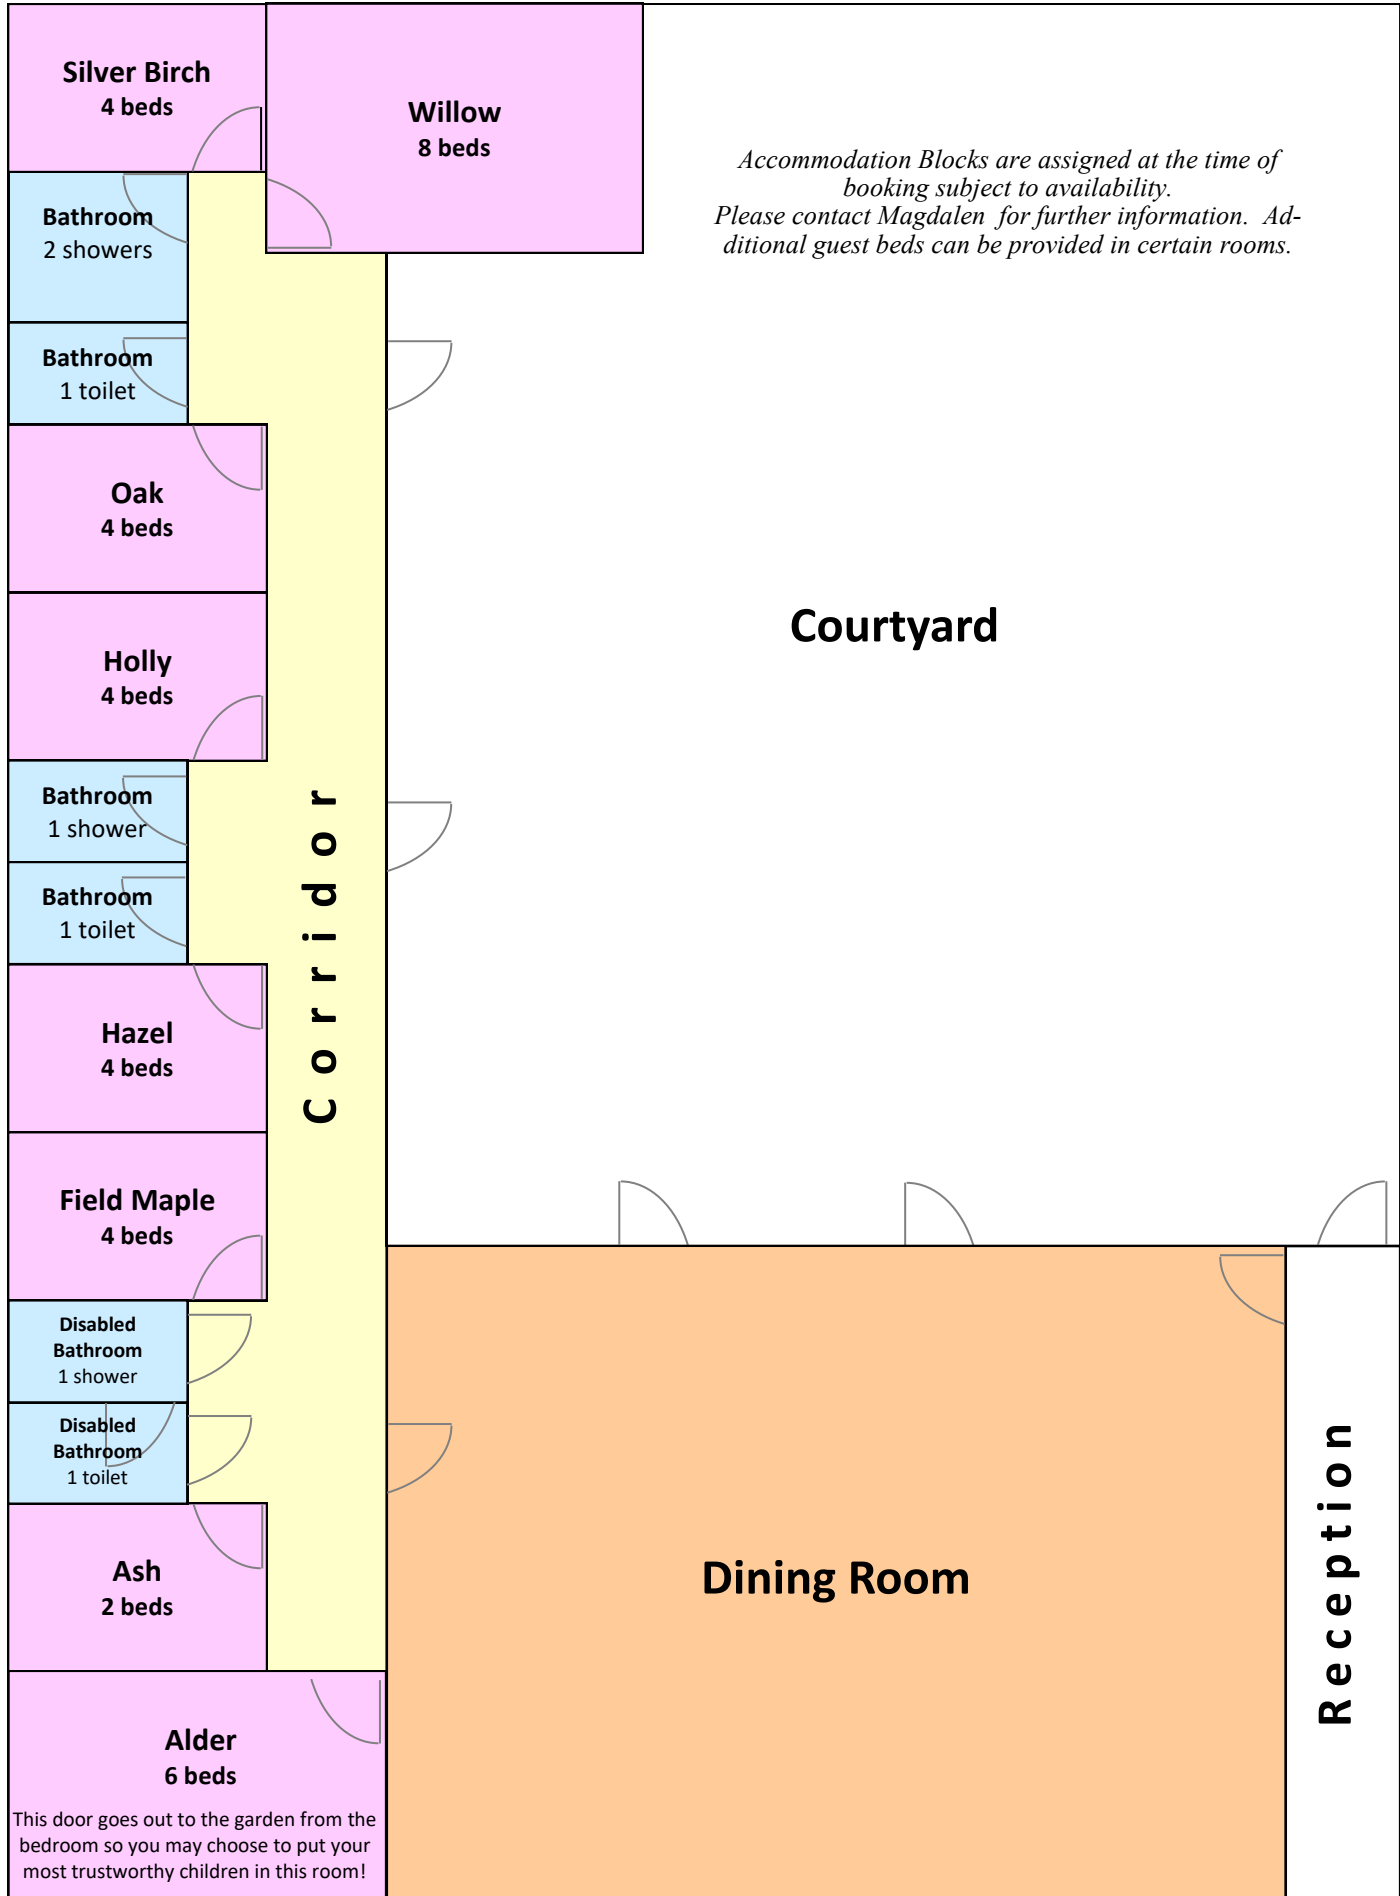 Silver Birch
4 beds
Willow
8 beds
Accommodation Blocks are assigned at the time of
booking subject to availability.
Please contact Magdalen for further information. Ad-
ditional guest beds can be provided in certain rooms.
Bathroom
2 showers
Bathroom
1 toilet
Oak
4 beds
Holly
4 beds
Courtyard
Bathroom
1 shower
Bathroom
1 toilet
Corridor
Hazel
4 beds
Field Maple
4 beds
Disabled
Bathroom
1 shower
Disabled
Bathroom
1 toilet
Ash
2 beds
Dining Room
Reception
Alder
6 beds
This door goes out to the garden from the
bedroom so you may choose to put your
most trustworthy children in this room!